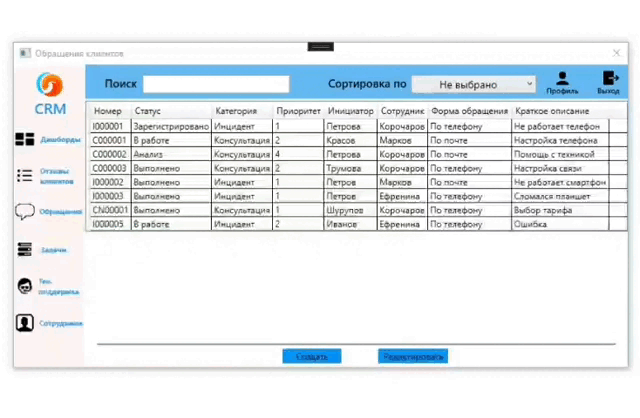 Обращения клиентов
CRM
Поиск
Сортировка по
Не выбрано
Профиль
Выход
Дашборды
Отзывы
клиентов
Обращения
Задачи
Тех.
поддержка
Сотрудники
Номер Статус Категория Приоритет Инициатор Сотрудник Форма обращения Краткое описание
I000001 Зарегистрировано Инцидент 1 Петрова Корочаров По телефону Не работает телефон
C000001 В работе Консультация 2 Красов Марков По почте Настройка телефона
C000002 Анализ Консультация 4 Петрова Корочаров По почте Помощь с техникой
C000003 Выполнено Консультация 2 Трумова Корочаров По телефону Настройка связи
I000002 Выполнено Инцидент 1 Петров Марков По почте Не работает смартфон
I000003 Выполнено Инцидент 1 Петров Ефренина По телефону Сломался планшет
CN00001 Выполнено Консультация 1 Шурупов Корочаров По телефону Выбор тарифа
I000005 В работе Инцидент 2 Иванов Ефренина По телефону Ошибка
Создать
Редактировать